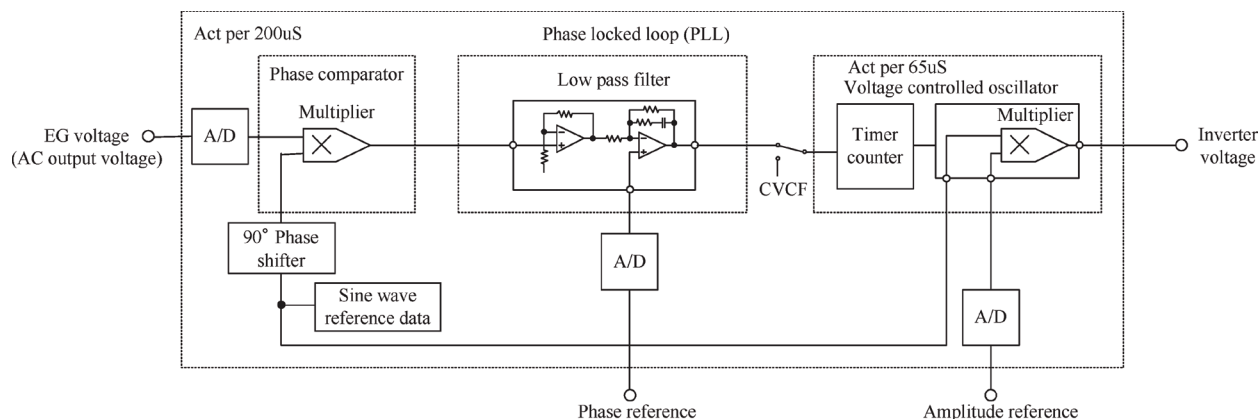 Act per 200uS
Phase locked loop (PLL)
Phase comparator
Multiplier
Low pass filter
Act per 65uS
Voltage controlled oscillator
Multiplier
EG voltage
(AC output voltage)
A/D
Timer
counter
Inverter
voltage
CVCF
90° Phase
shifter
A/D
Sine wave
reference data
A/D
Phase reference
Amplitude reference